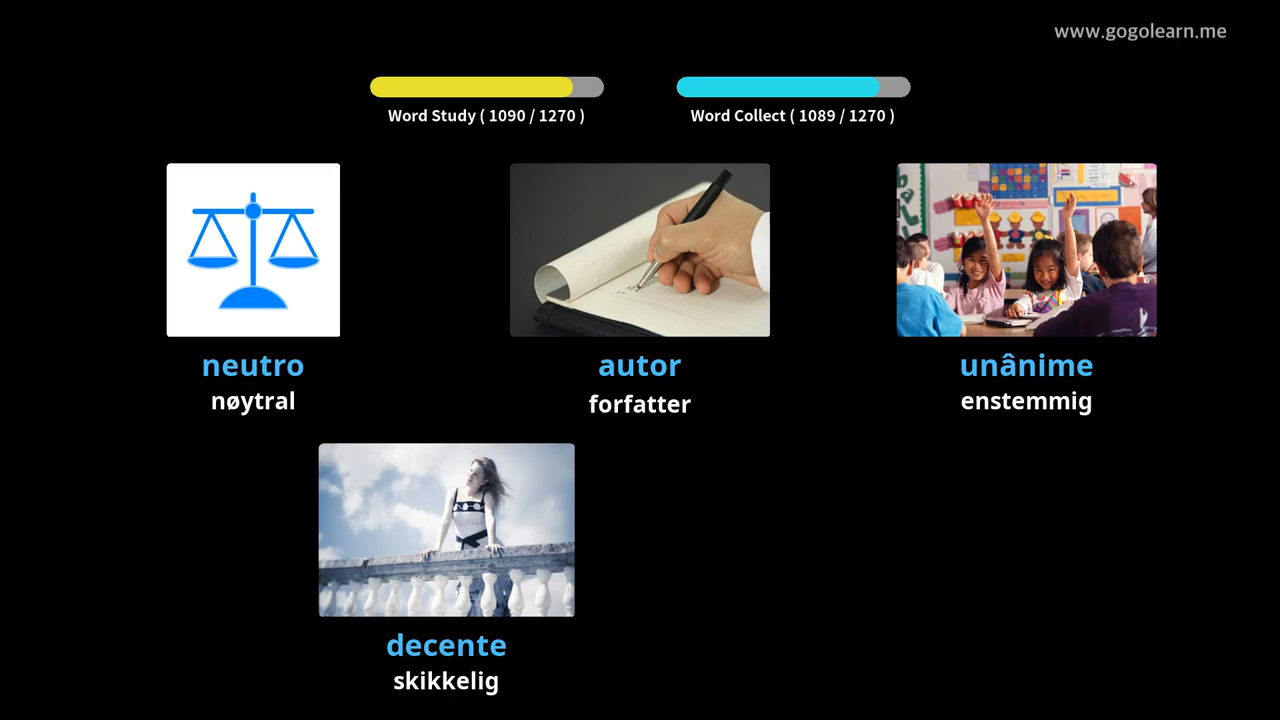 www.gogolearn.me
Word Study ( 1090 / 1270 )
Word Collect ( 1089 / 1270 )
neutro
nøytral
autor
forfatter
unânime
enstemmig
decente
skikkelig